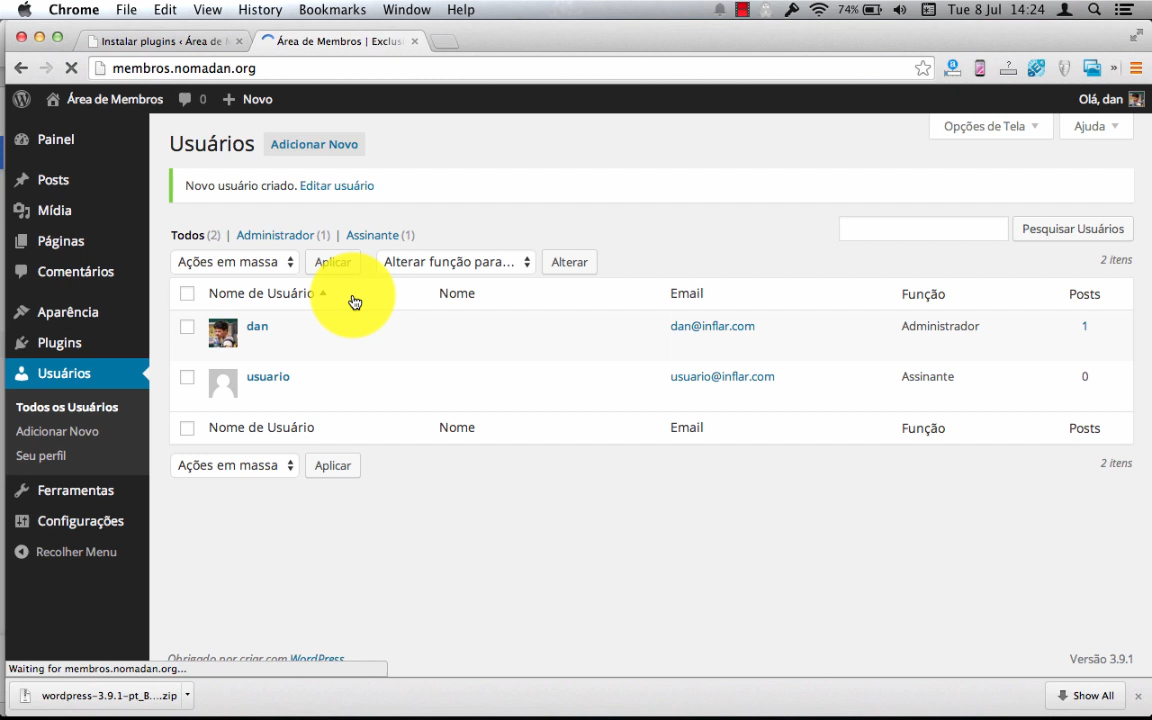 Chrome File Edit View History Bookmarks Window Help 74% Tue 8 Jul 14:24
Instalar plugins ‹ Área de M × Área de Membros | Exclus ×
membros.nomadan.org »
Área de Membros 0 + Novo Olá, dan
Painel
Posts
Mídia
Páginas
Comentários
Aparência
Plugins
Usuários
Todos os Usuários
Adicionar Novo
Seu perfil
Ferramentas
Configurações
Recolher Menu
Opções de Tela Ajuda
Usuários Adicionar Novo
Novo usuário criado. Editar usuário
Todos (2) | Administrador (1) | Assinante (1)
Pesquisar Usuários
Ações em massa Aplicar Alterar função para... Alterar 2 itens
Nome de Usuário Nome Email Função Posts
dan dan@inflar.com Administrador 1
usuario usuario@inflar.com Assinante 0
Nome de Usuário Nome Email Função Posts
Ações em massa Aplicar 2 itens
Obrigado por criar com WordPress. Versão 3.9.1
Waiting for membros.nomadan.org...
wordpress-3.9.1-pt_B....zip Show All ×